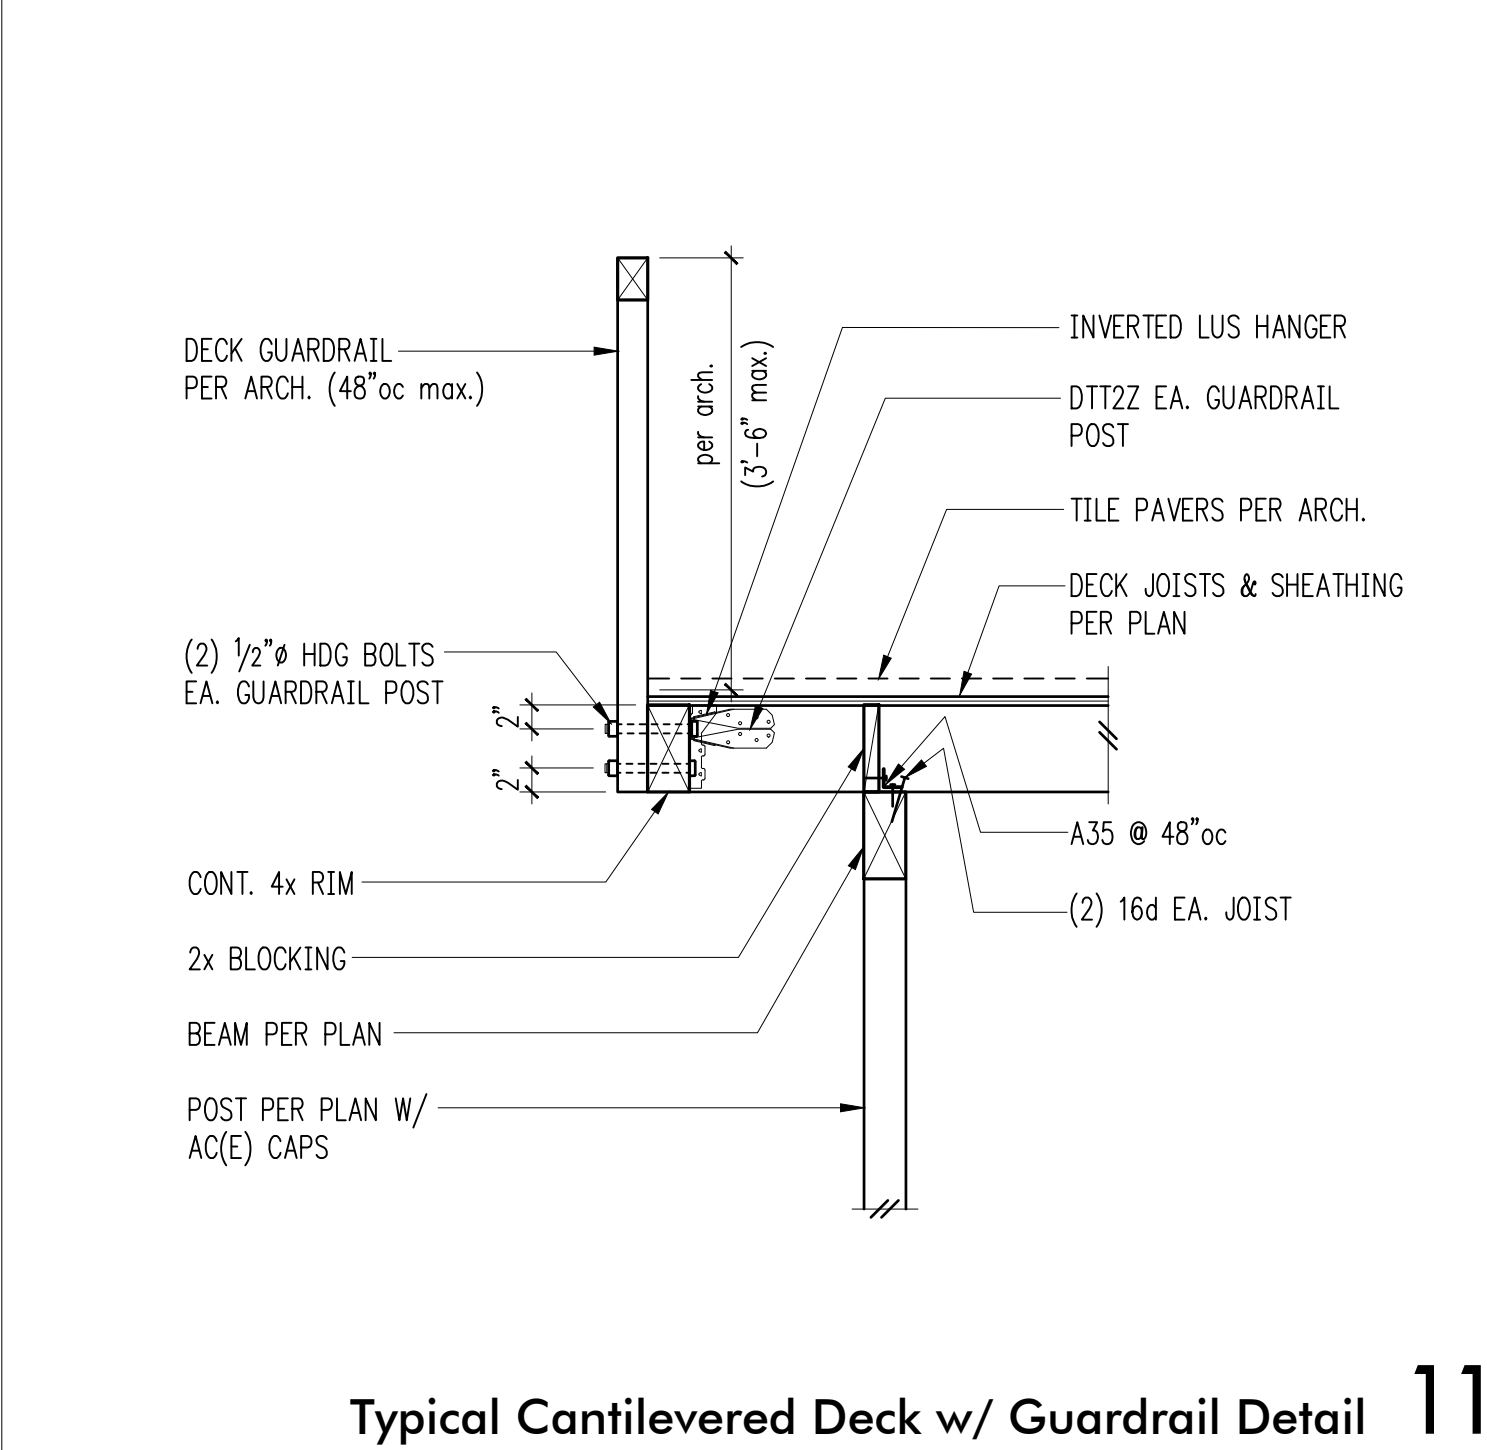 DECK GUARDRAIL
PER ARCH. (48"oc max.)
per arch.
(3'-6" max.)
INVERTED LUS HANGER
DTT2Z EA. GUARDRAIL
POST
TILE PAVERS PER ARCH.
DECK JOISTS & SHEATHING
PER PLAN
(2) 1/2"ø HDG BOLTS
EA. GUARDRAIL POST
2"
2"
A35 @ 48"oc
(2) 16d EA. JOIST
CONT. 4x RIM
2x BLOCKING
BEAM PER PLAN
POST PER PLAN W/
AC(E) CAPS
Typical Cantilevered Deck w/ Guardrail Detail 11